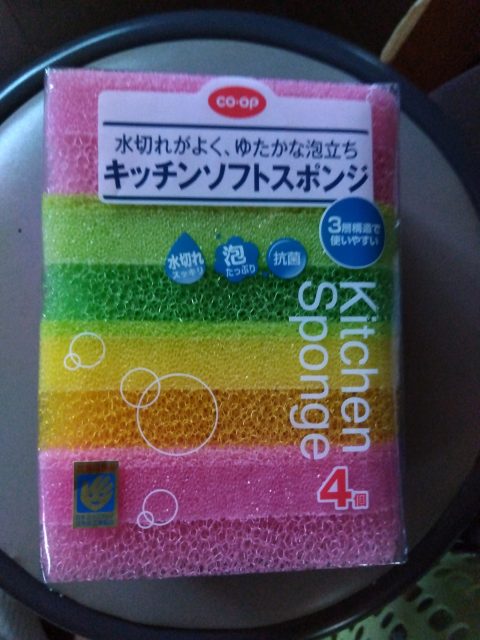 CO·OP
水切れがよく、ゆたかな泡立ち
キッチンソフトスポンジ
3層構造で
使いやすい
水切れ
スッキリ
泡
たっぷり
抗菌
Kitchen
Sponge
4個